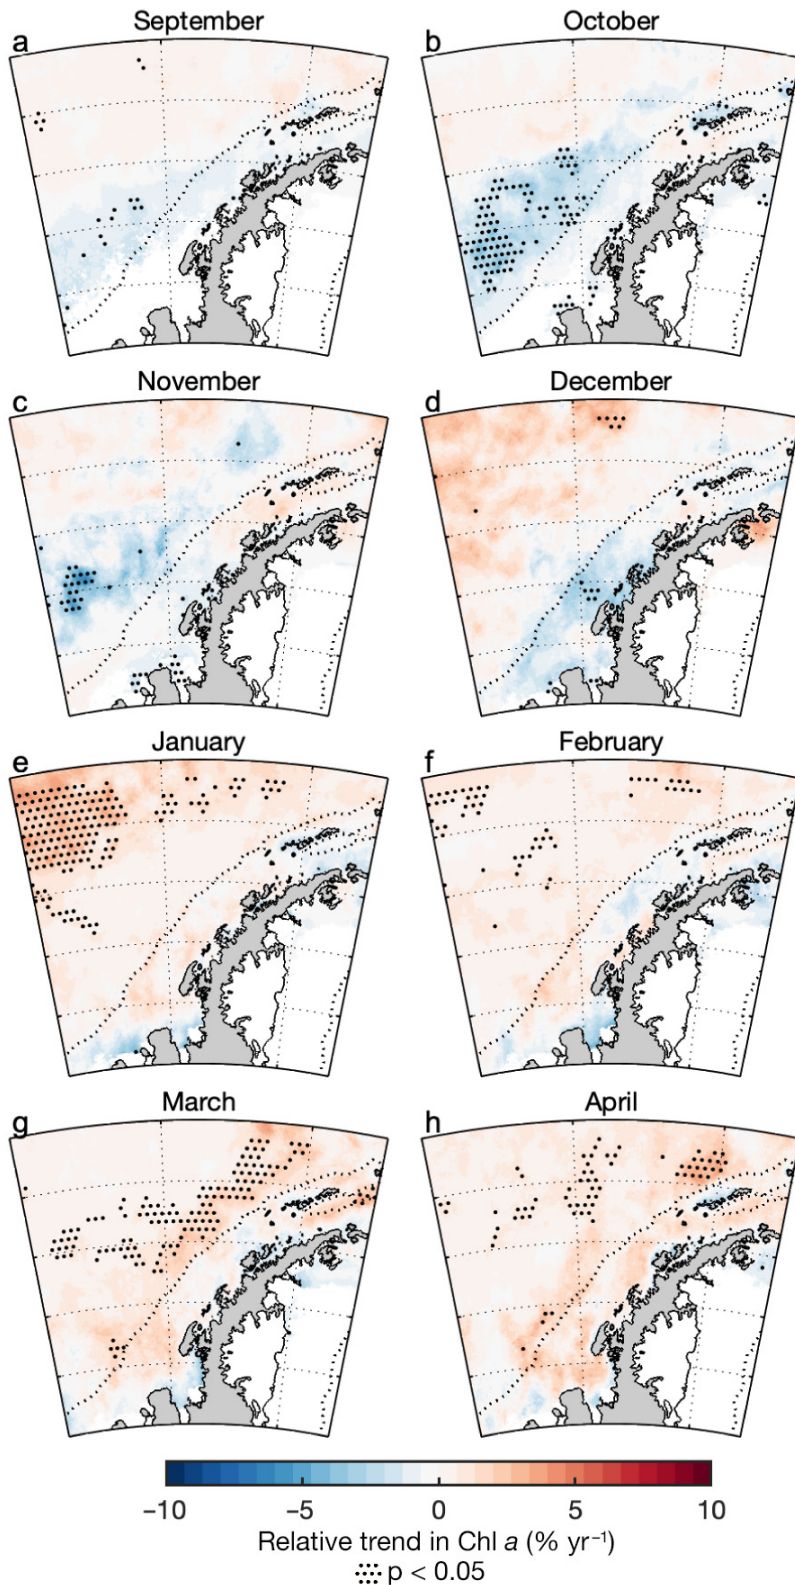 September
October
a
b
November
December
c
d
January
February
e
f
March
April
g
h
−10
−5
0
5
10
Relative trend in Chl a (% yr⁻¹)
p < 0.05